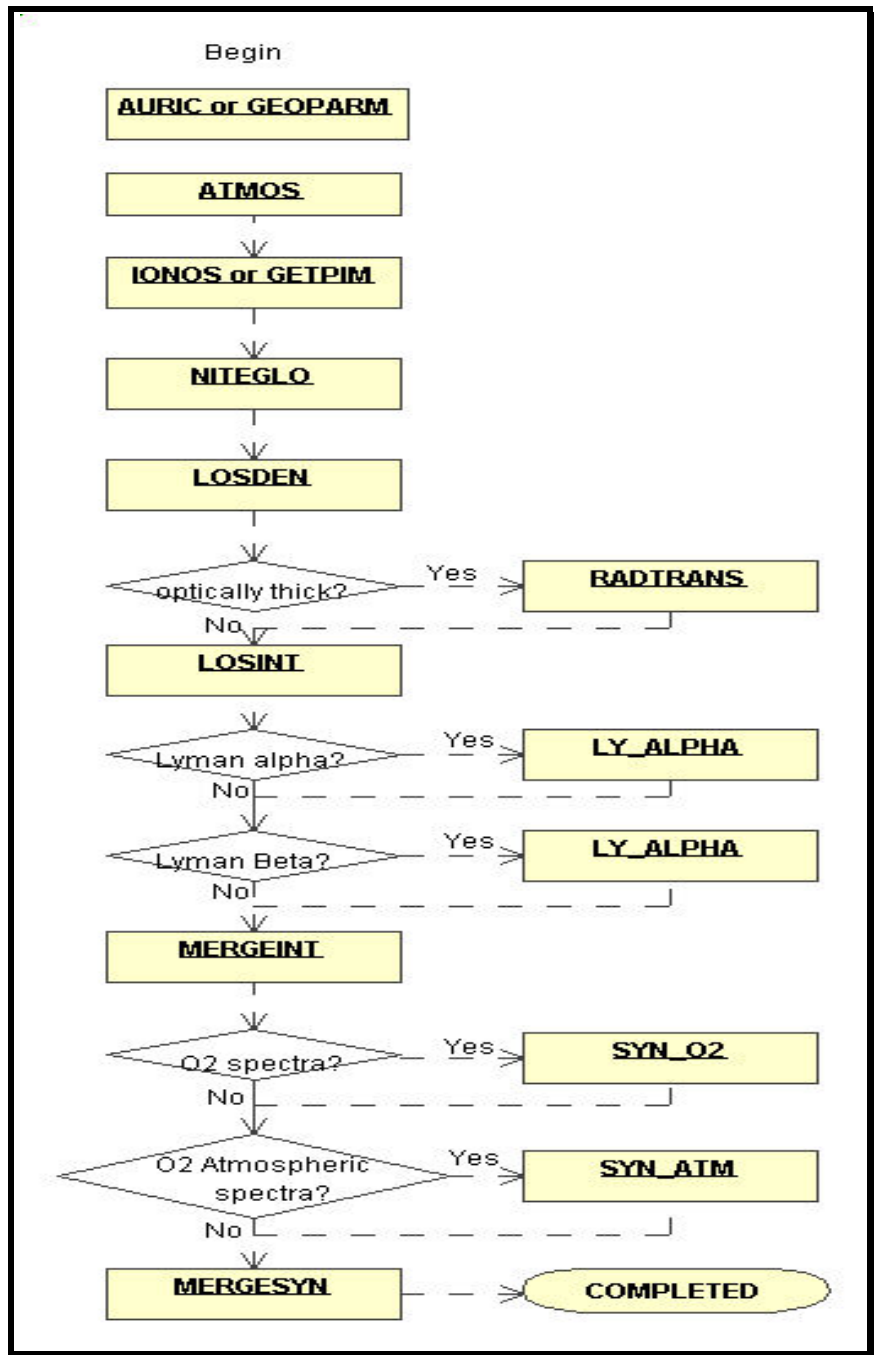 Begin
AURIC or GEOPARM
ATMOS
IONOS or GETPIM
NITEGLO
LOSDEN
optically thick?
Yes
RADTRANS
No
LOSINT
Lyman alpha?
Yes
LY_ALPHA
No
Lyman Beta?
Yes
LY_ALPHA
No
MERGEINT
O2 spectra?
Yes
SYN_O2
No
O2 Atmospheric
spectra?
Yes
SYN_ATM
No
MERGESYN
COMPLETED